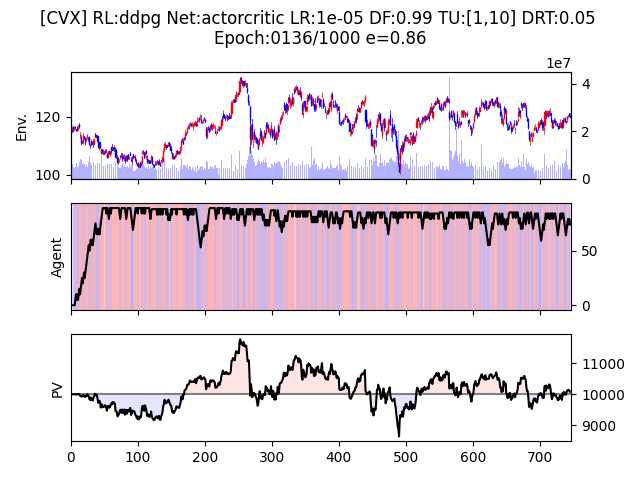 [CVX] RL:ddpg Net:actorcritic LR:1e-05 DF:0.99 TU:[1,10] DRT:0.05
Epoch:0136/1000 e=0.86
1e7
Env.
120
100
4
2
0
Agent
50
0
PV
11000
10000
9000
0 100 200 300 400 500 600 700